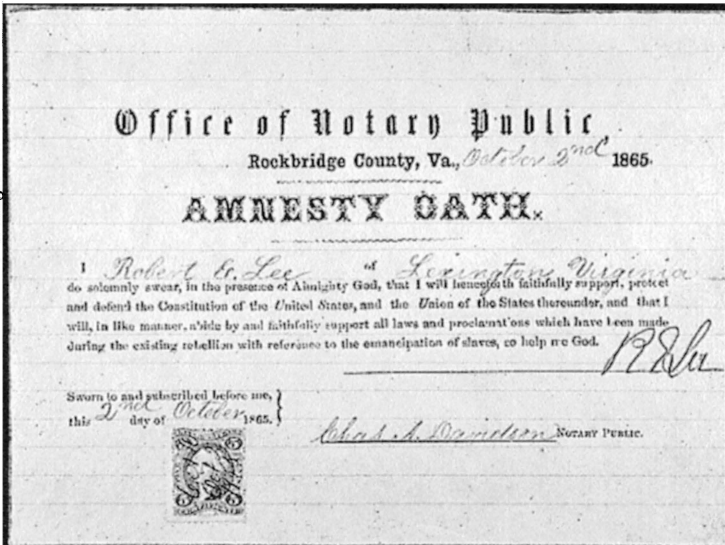 Office of Notary Public
Rockbridge County, Va., October 2nd 1865.
AMNESTY OATH.
I Robert E. Lee of Lexington Virginia
do solemnly swear, in the presence of Almighty God, that I will henceforth faithfully support, protect
and defend the Constitution of the United States, and the Union of the States thereunder, and that I
will, in like manner, abide by and faithfully support all laws and proclamations which have been made
during the existing rebellion with reference to the emancipation of slaves, so help me God.
R E Lee
Sworn to and subscribed before me,
this 2nd day of October 1865.
Chas. A. Davidson NOTARY PUBLIC.
5 5